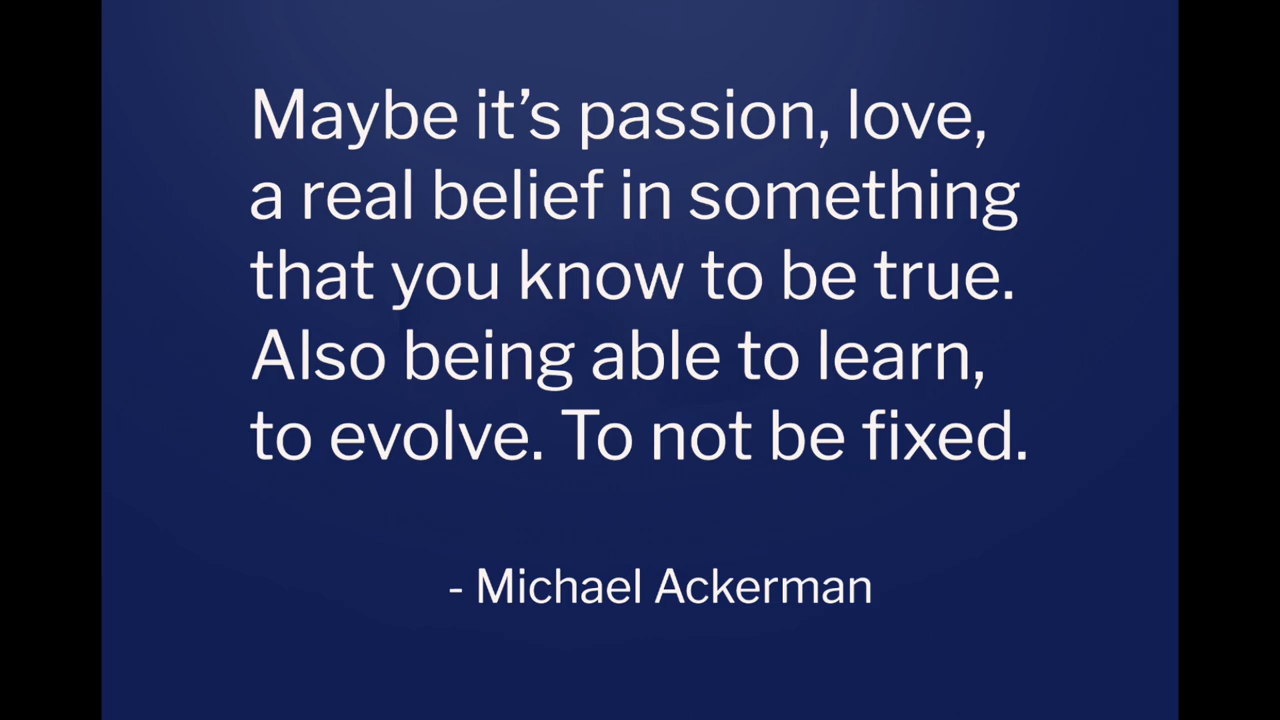 Maybe it’s passion, love,
a real belief in something
that you know to be true.
Also being able to learn,
to evolve. To not be fixed.
- Michael Ackerman